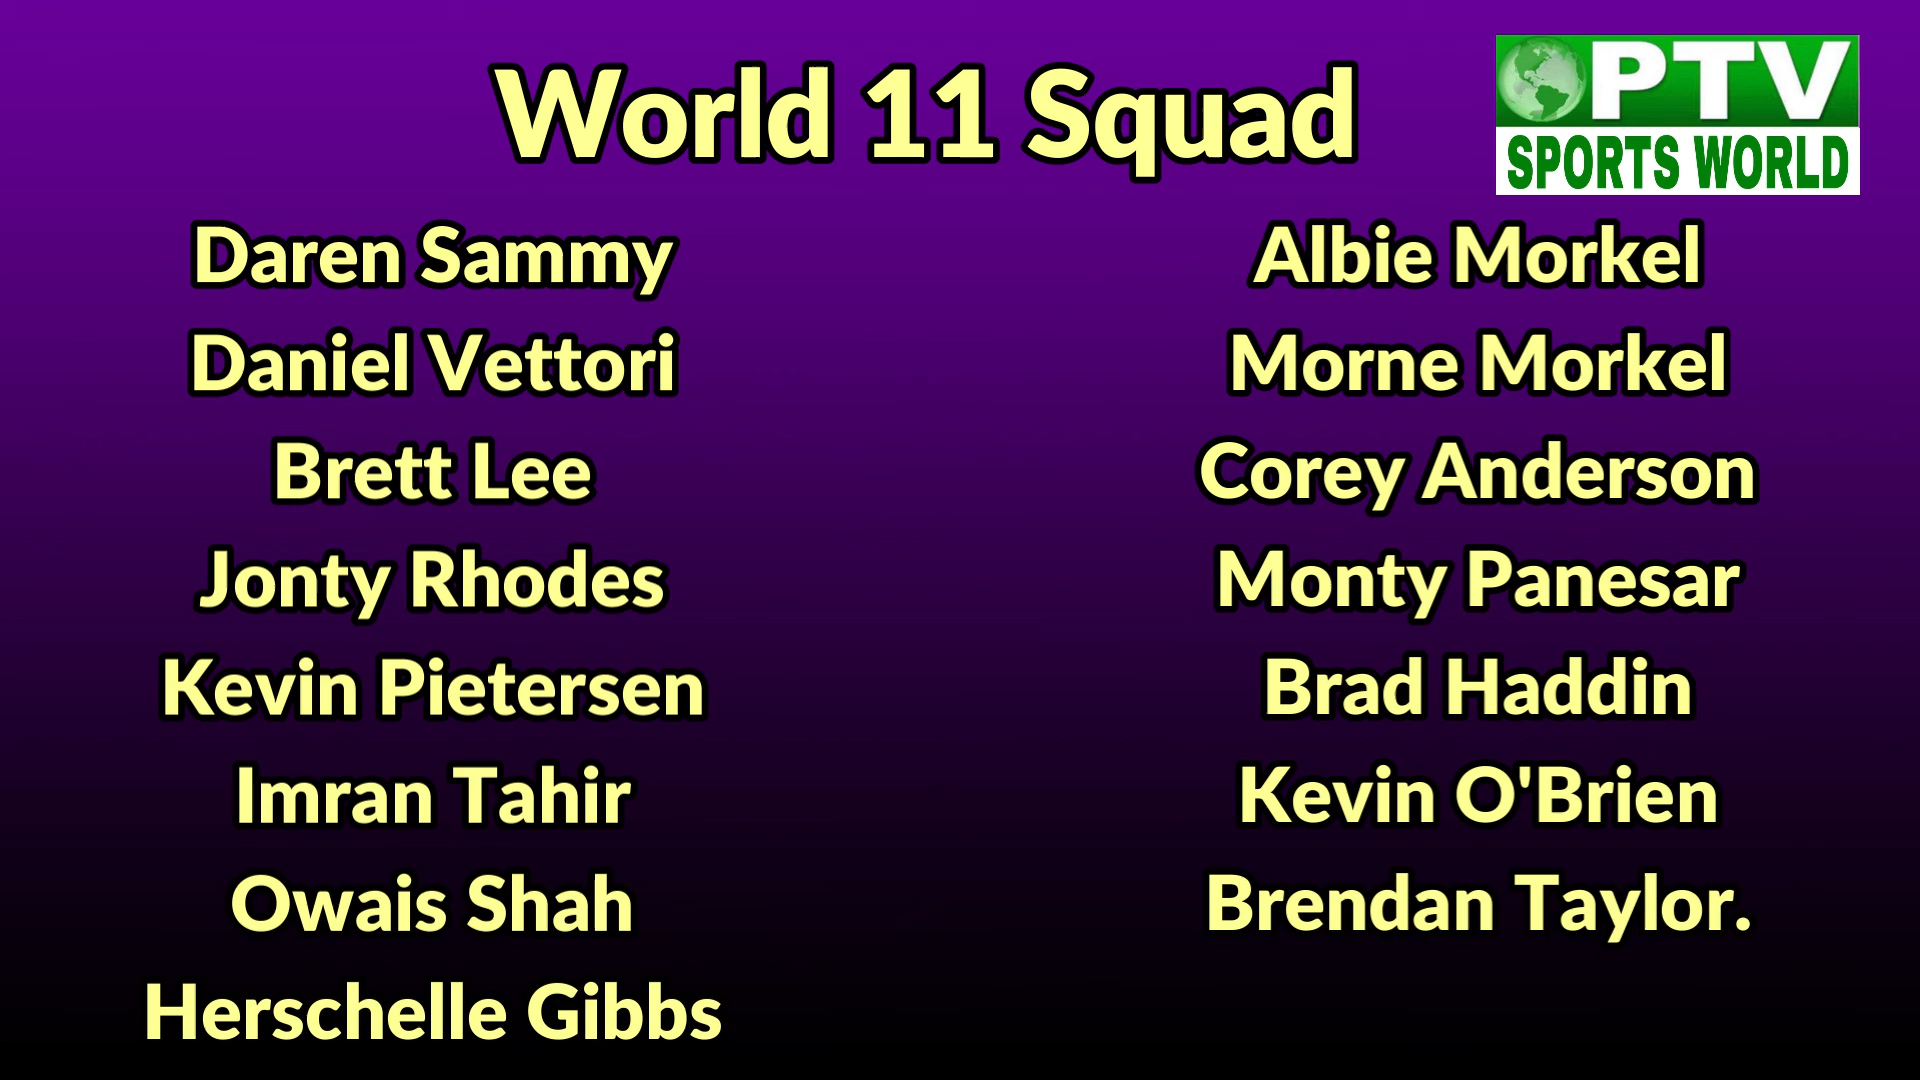 World 11 Squad
PTV
SPORTS WORLD
Daren Sammy
Daniel Vettori
Brett Lee
Jonty Rhodes
Kevin Pietersen
Imran Tahir
Owais Shah
Herschelle Gibbs
Albie Morkel
Morne Morkel
Corey Anderson
Monty Panesar
Brad Haddin
Kevin O'Brien
Brendan Taylor.